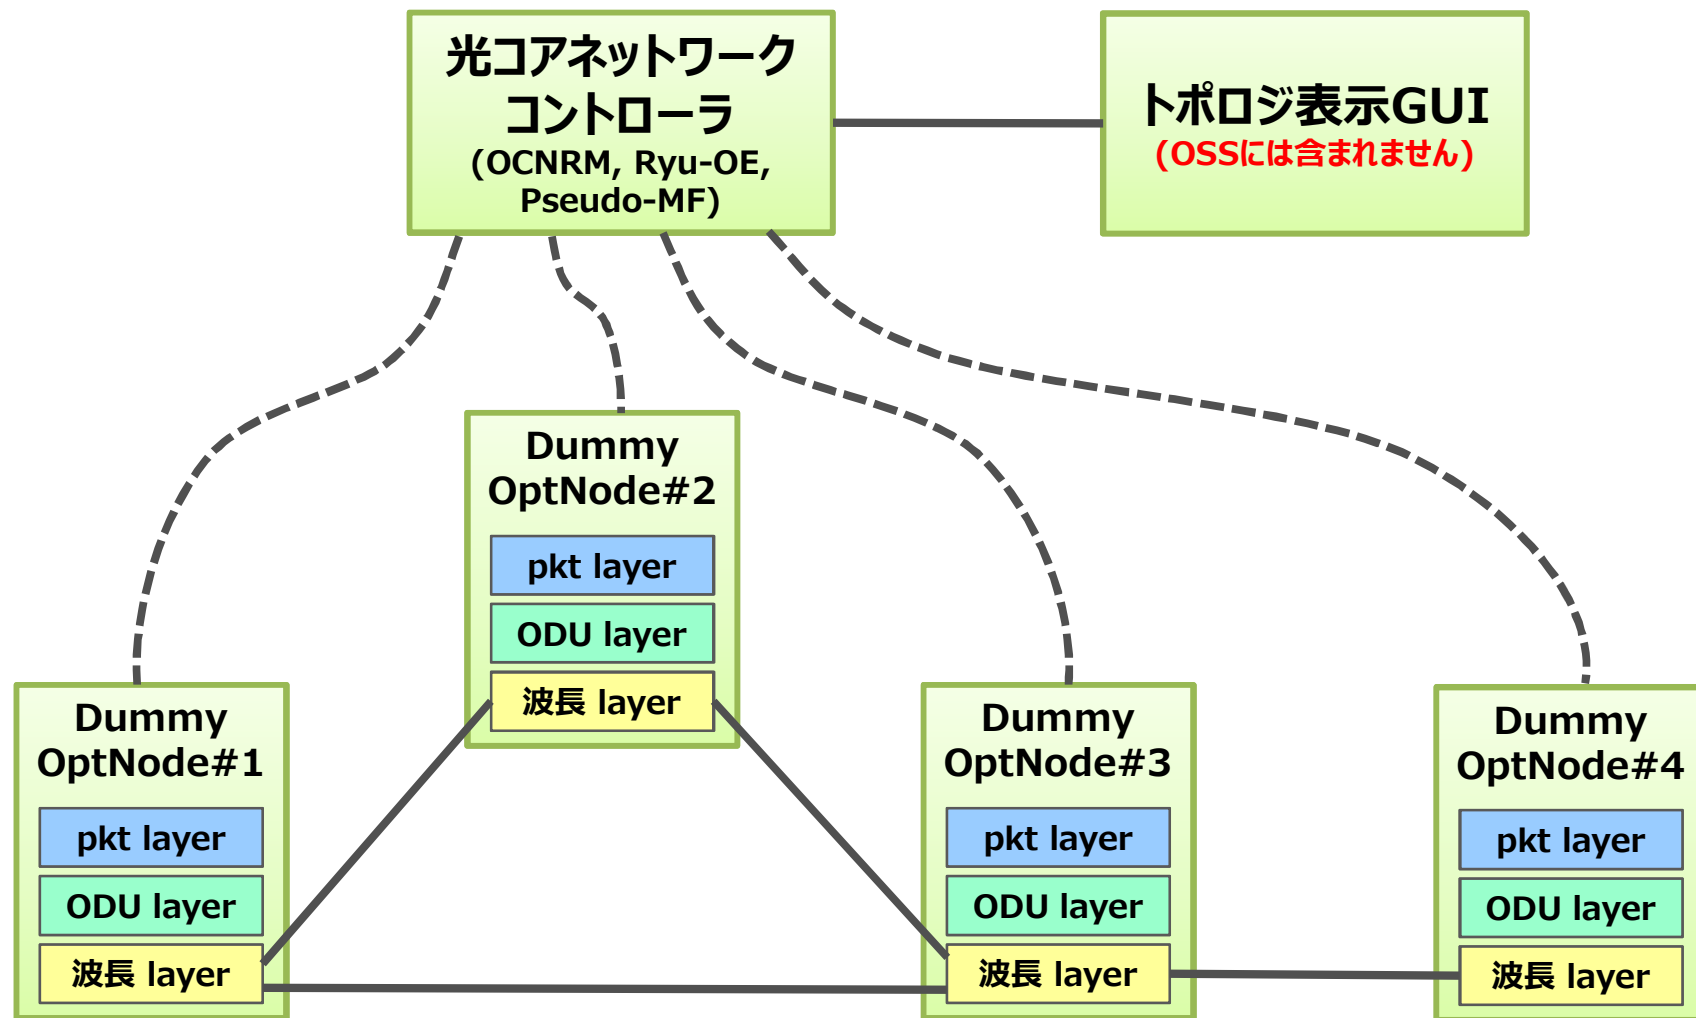 光コアネットワーク
コントローラ
(OCNRM, Ryu-OE,
Pseudo-MF)
トポロジ表示GUI
(OSSには含まれません)
Dummy
OptNode#2
pkt layer
ODU layer
波長 layer
Dummy
OptNode#1
pkt layer
ODU layer
波長 layer
Dummy
OptNode#3
pkt layer
ODU layer
波長 layer
Dummy
OptNode#4
pkt layer
ODU layer
波長 layer